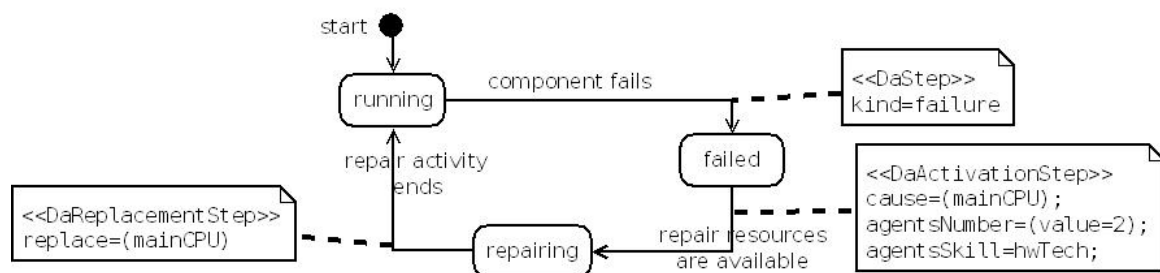 start
running
component fails
<<DaStep>>
kind=failure
failed
repair activity
ends
<<DaActivationStep>>
cause=(mainCPU);
agentsNumber=(value=2);
agentsSkill=hwTech;
<<DaReplacementStep>>
replace=(mainCPU)
repairing
repair resources
are available